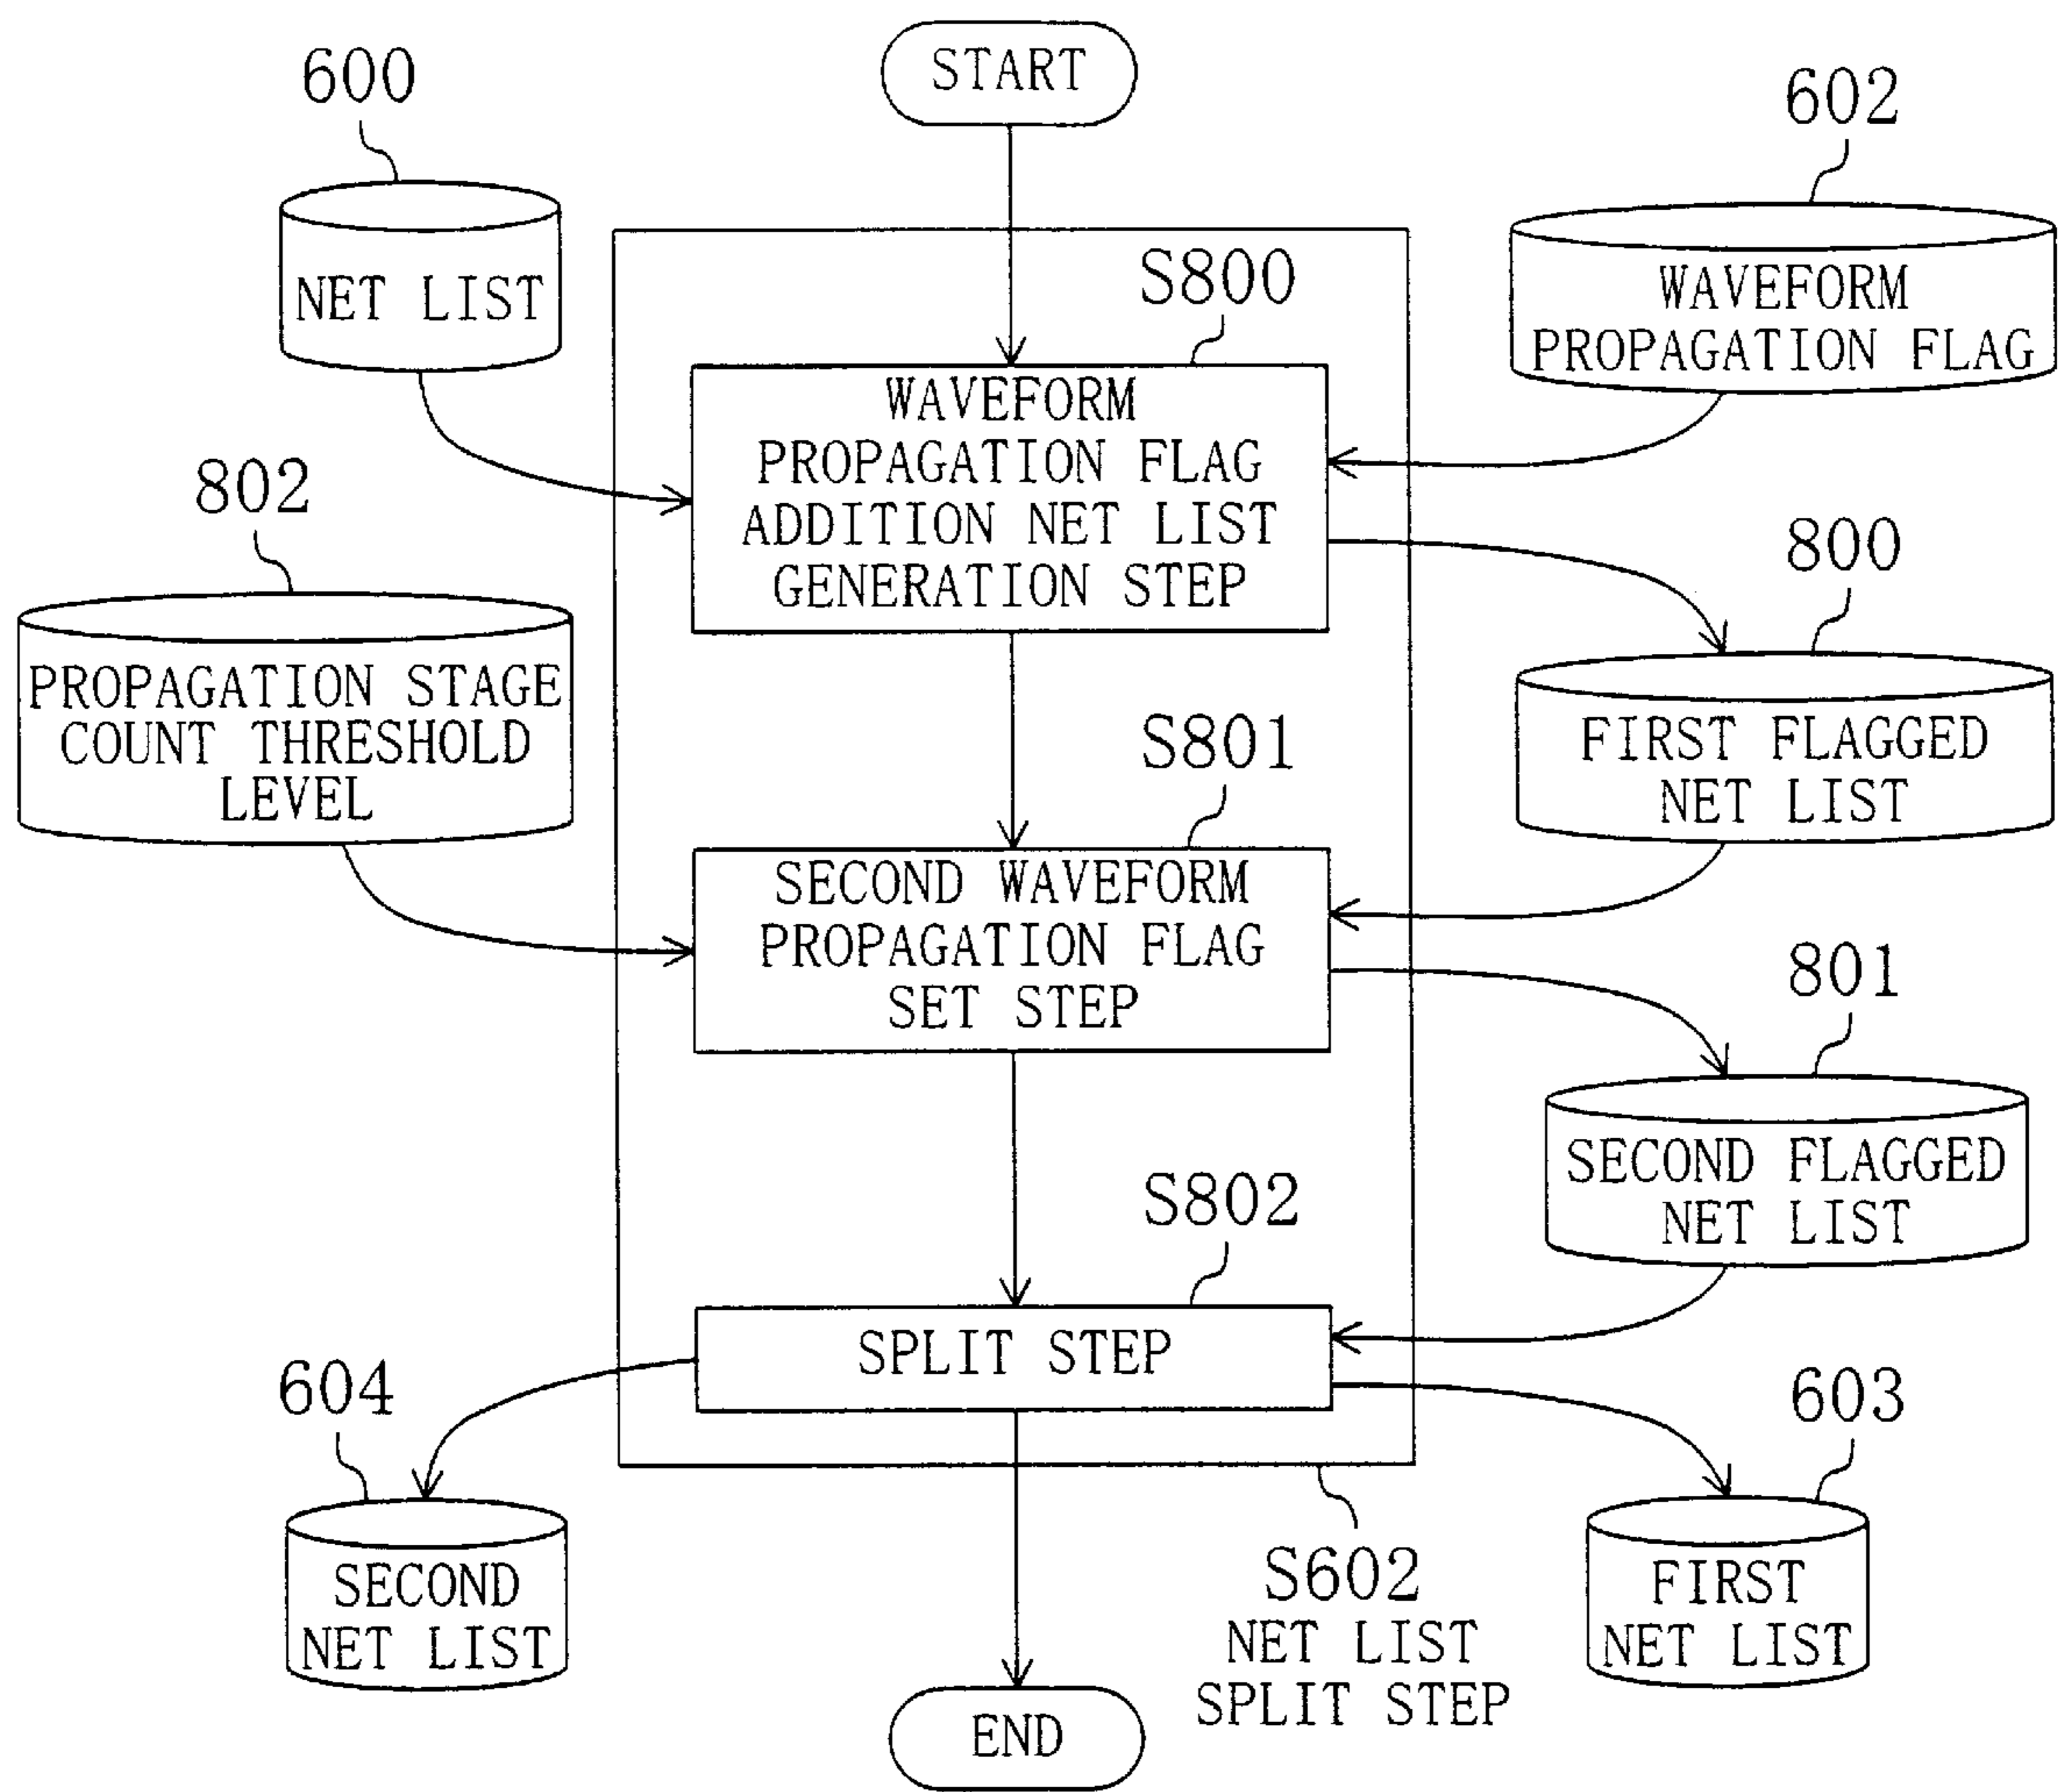 START
600
NET LIST
602
WAVEFORM
PROPAGATION FLAG
S800
WAVEFORM
PROPAGATION FLAG
ADDITION NET LIST
GENERATION STEP
802
PROPAGATION STAGE
COUNT THRESHOLD
LEVEL
800
FIRST FLAGGED
NET LIST
S801
SECOND WAVEFORM
PROPAGATION FLAG
SET STEP
801
SECOND FLAGGED
NET LIST
S802
SPLIT STEP
604
SECOND
NET LIST
603
FIRST
NET LIST
S602
NET LIST
SPLIT STEP
END